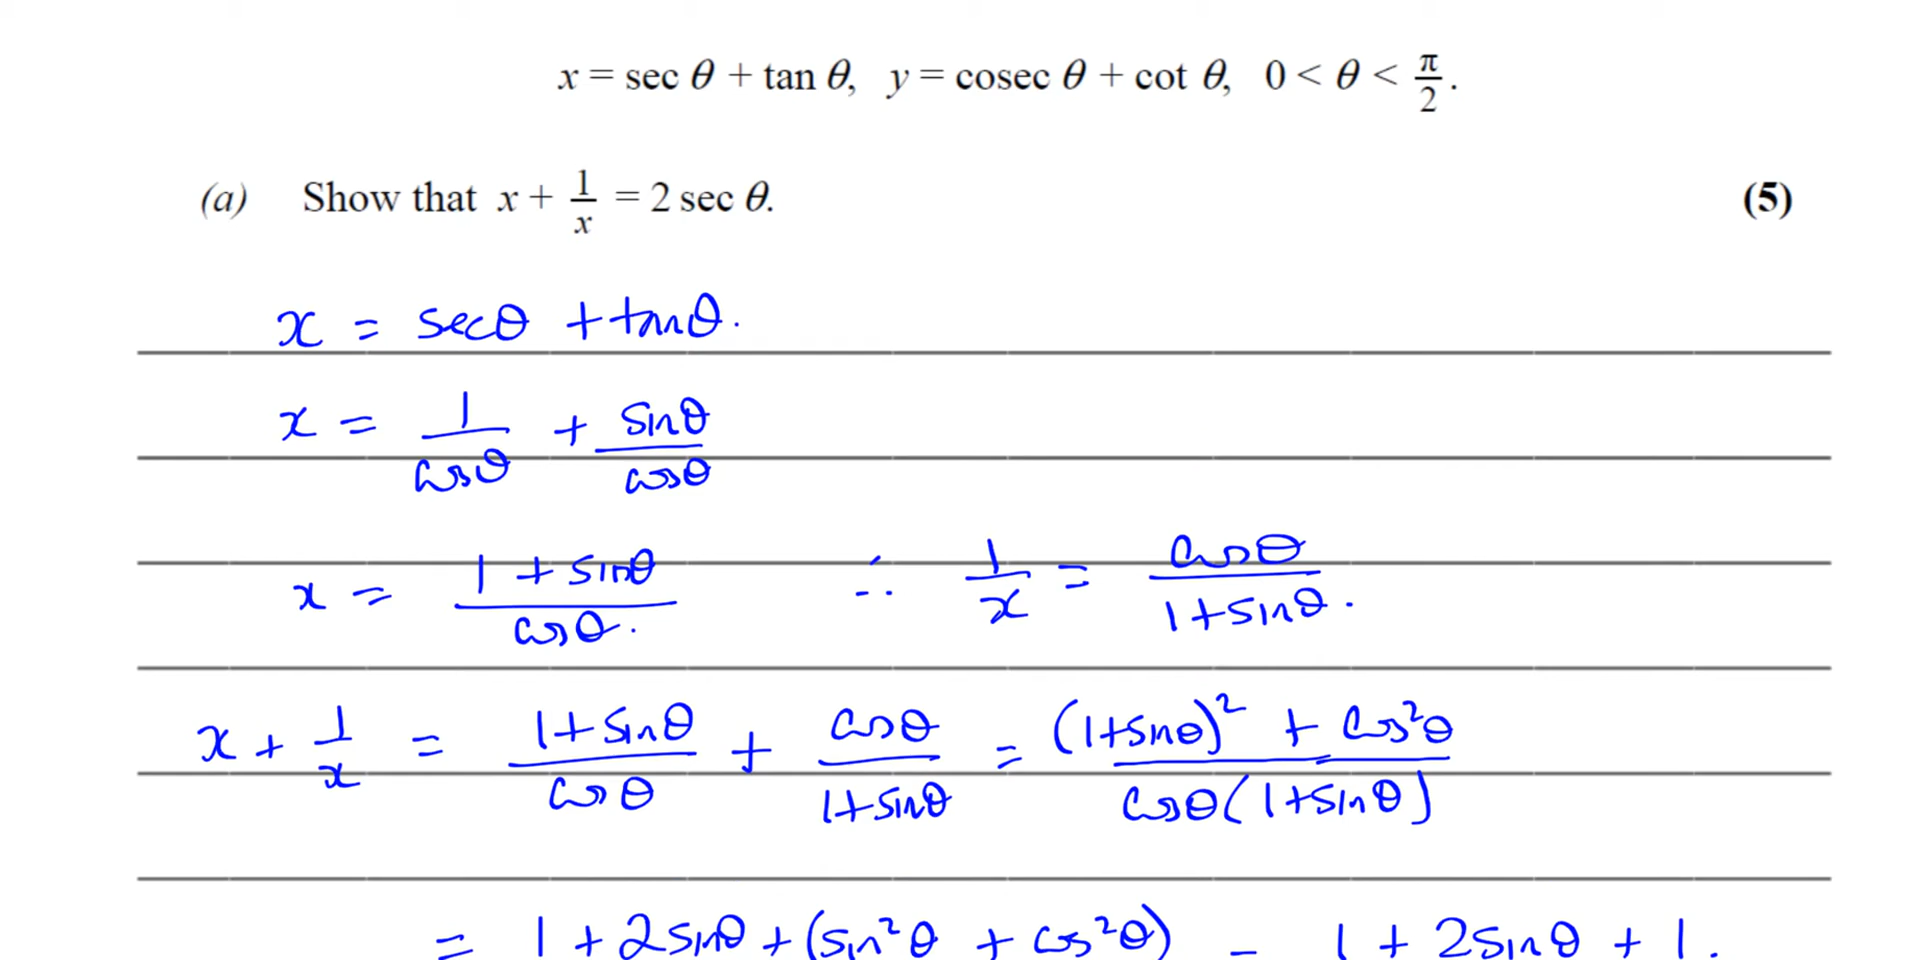 x = sec θ + tan θ, y = cosec θ + cot θ, 0 < θ < π/2.
(a) Show that x + 1/x = 2 sec θ. (5)
x = secθ + tanθ.
x = 1/cosθ + sinθ/cosθ
x = (1 + sinθ)/cosθ. ∴ 1/x = cosθ/(1+sinθ).
x + 1/x = (1+sinθ)/cosθ + cosθ/(1+sinθ) = ((1+sinθ)² + cos²θ)/(cosθ(1+sinθ))
= 1 + 2sinθ + (sin²θ + cos²θ) = 1 + 2sinθ + 1.